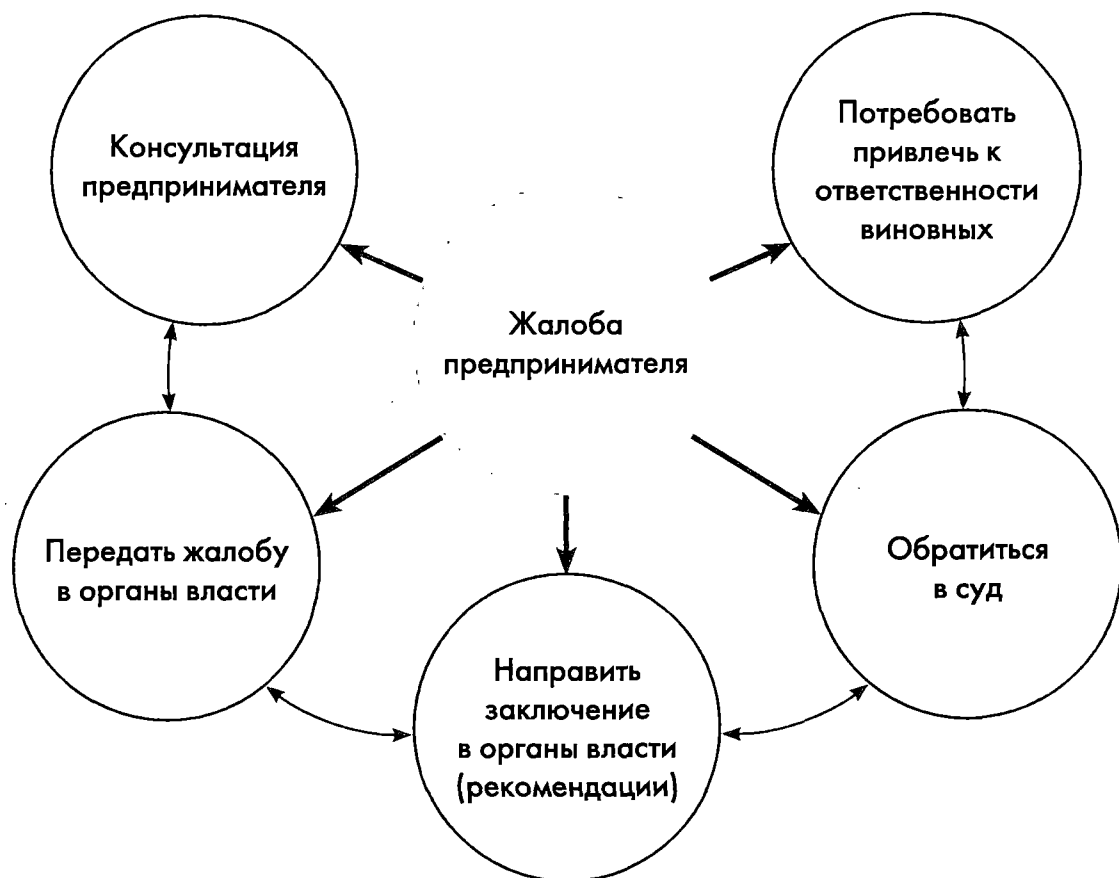 Консультация
предпринимателя
Потребовать
привлечь к
ответственности
виновных
Жалоба
предпринимателя
Передать жалобу
в органы власти
Обратиться
в суд
Направить
заключение
в органы власти
(рекомендации)